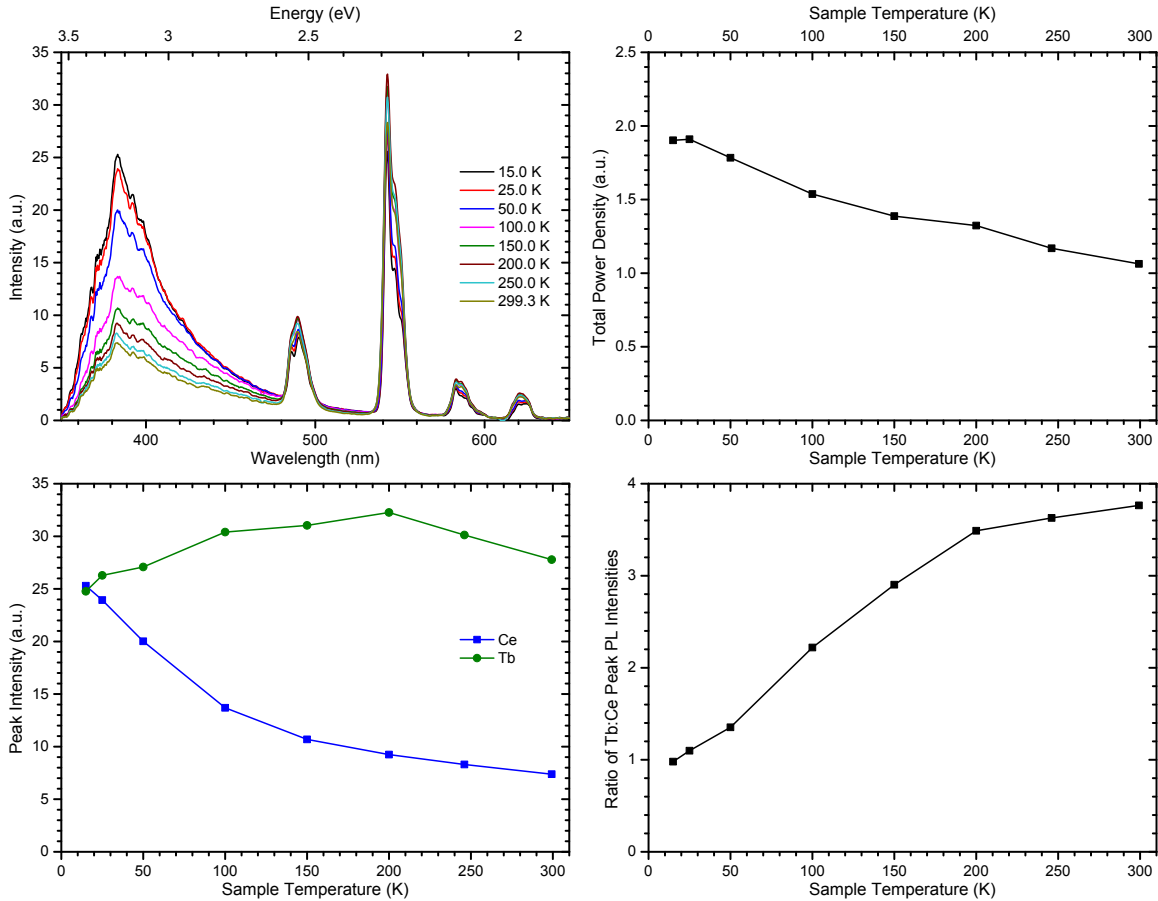 Energy (eV)
3.5 3 2.5 2
35
30
25
20
15
10
5
0
Intensity (a.u.)
15.0 K
25.0 K
50.0 K
100.0 K
150.0 K
200.0 K
250.0 K
299.3 K
400 500 600
Wavelength (nm)
Sample Temperature (K)
0 50 100 150 200 250 300
2.5
2.0
1.5
1.0
0.5
0.0
Total Power Density (a.u.)
0 50 100 150 200 250 300
Sample Temperature (K)
35
30
25
20
15
10
5
0
Peak Intensity (a.u.)
Ce
Tb
0 50 100 150 200 250 300
Sample Temperature (K)
4
3
2
1
0
Ratio of Tb:Ce Peak PL Intensities
0 50 100 150 200 250 300
Sample Temperature (K)